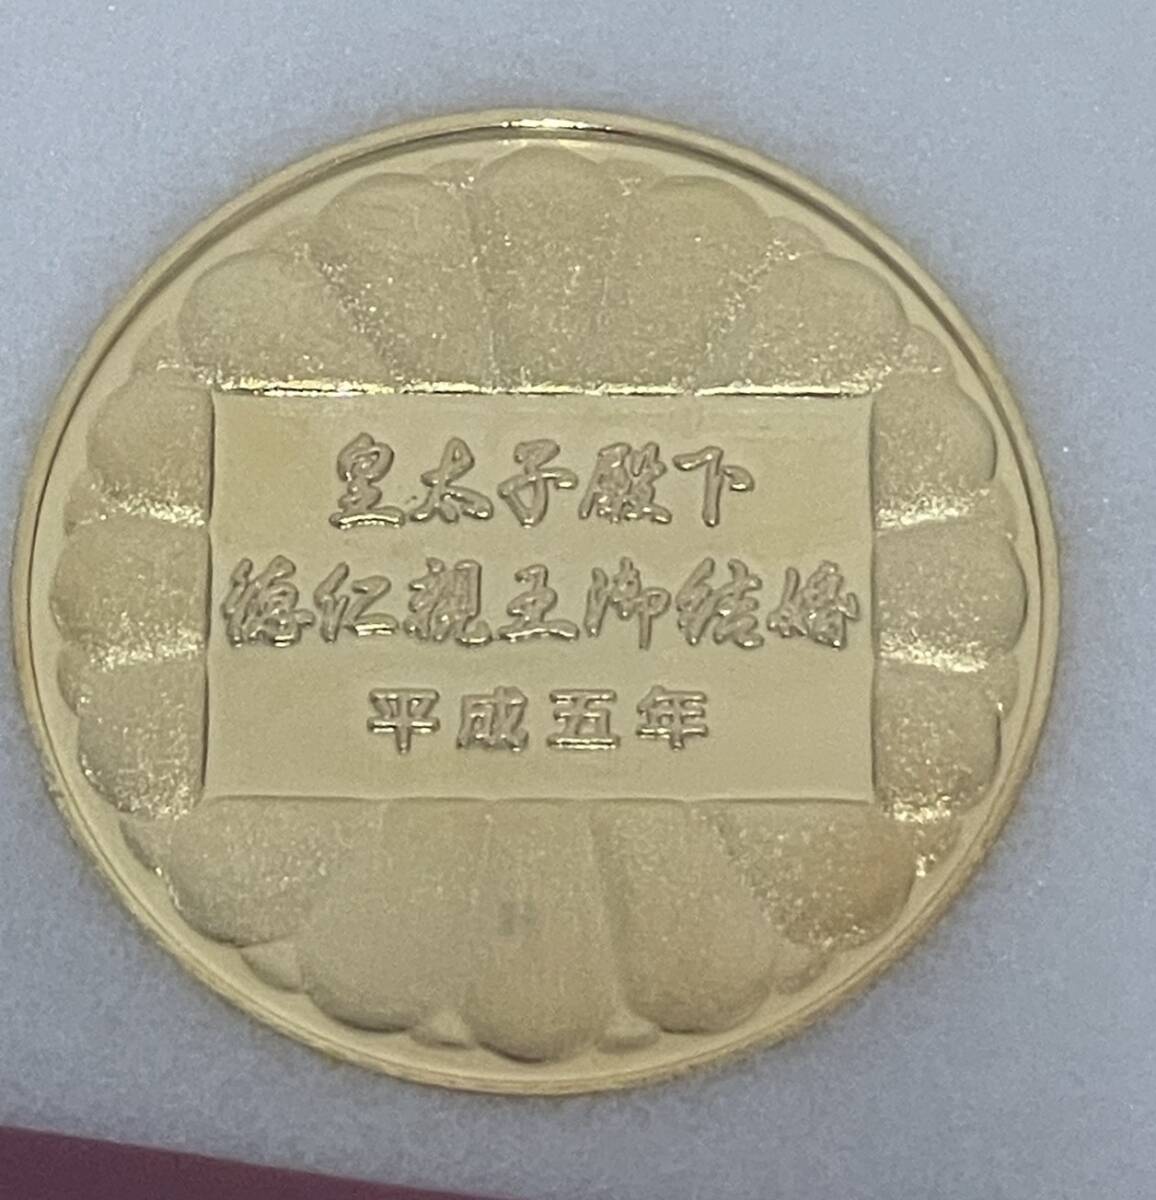 皇太子殿下
徳仁親王御結婚
平成五年